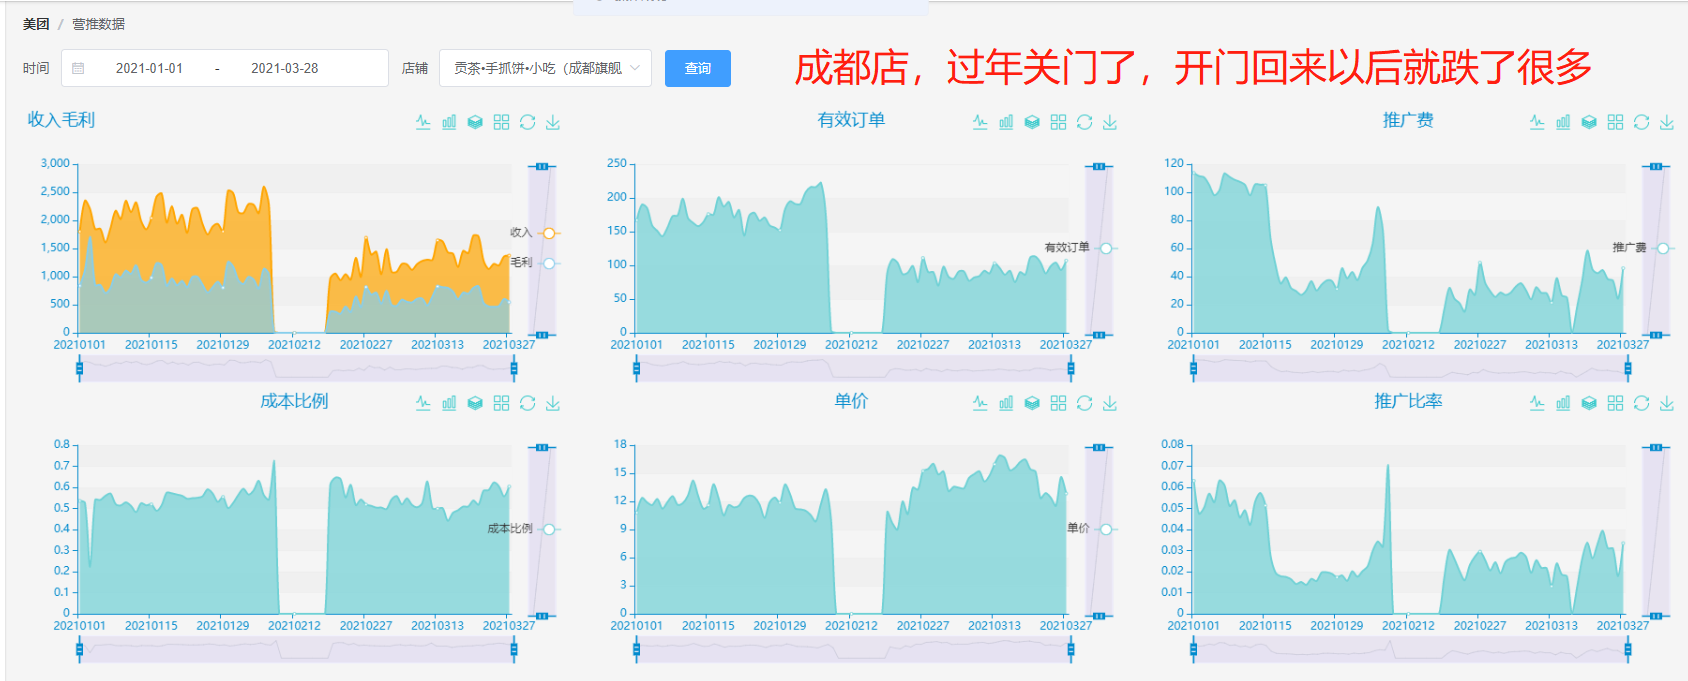 美团 / 营推数据
时间 2021-01-01 - 2021-03-28 店铺 贡茶•手抓饼•小吃（成都旗舰 查询
成都店，过年关门了，开门回来以后就跌了很多
收入毛利
3,000
2,500
2,000
1,500
1,000
500
0
收入
毛利
20210101 20210115 20210129 20210212 20210227 20210313 20210327
有效订单
250
200
150
100
50
0
有效订单
20210101 20210115 20210129 20210212 20210227 20210313 20210327
推广费
120
100
80
60
40
20
0
推广费
20210101 20210115 20210129 20210212 20210227 20210313 20210327
成本比例
0.8
0.7
0.6
0.5
0.4
0.3
0.2
0.1
0
成本比例
20210101 20210115 20210129 20210212 20210227 20210313 20210327
单价
18
15
12
9
6
3
0
单价
20210101 20210115 20210129 20210212 20210227 20210313 20210327
推广比率
0.08
0.07
0.06
0.05
0.04
0.03
0.02
0.01
0
20210101 20210115 20210129 20210212 20210227 20210313 20210327